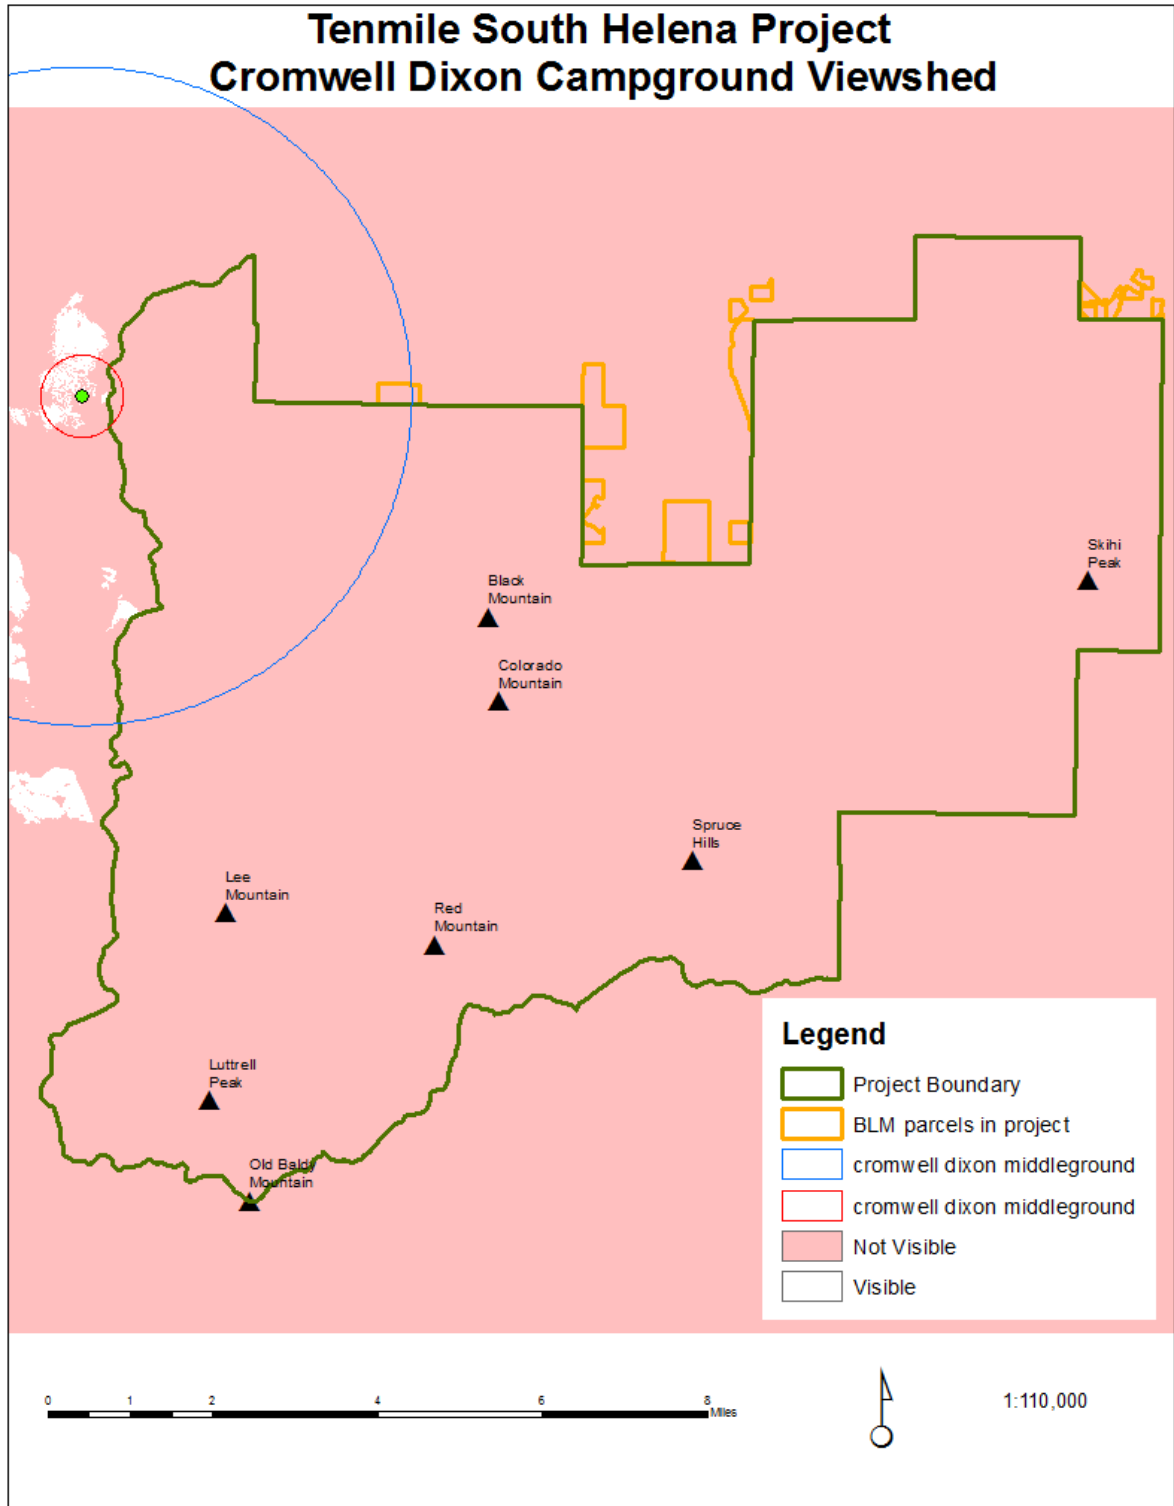 Tenmile South Helena Project
Cromwell Dixon Campground Viewshed
Skihi
Peak
Black
Mountain
Colorado
Mountain
Spruce
Hills
Lee
Mountain
Red
Mountain
Luttrell
Peak
Old Baldy
Mountain
Legend
Project Boundary
BLM parcels in project
cromwell dixon middleground
cromwell dixon middleground
Not Visible
Visible
0 1 2 4 6 8
Miles
1:110,000